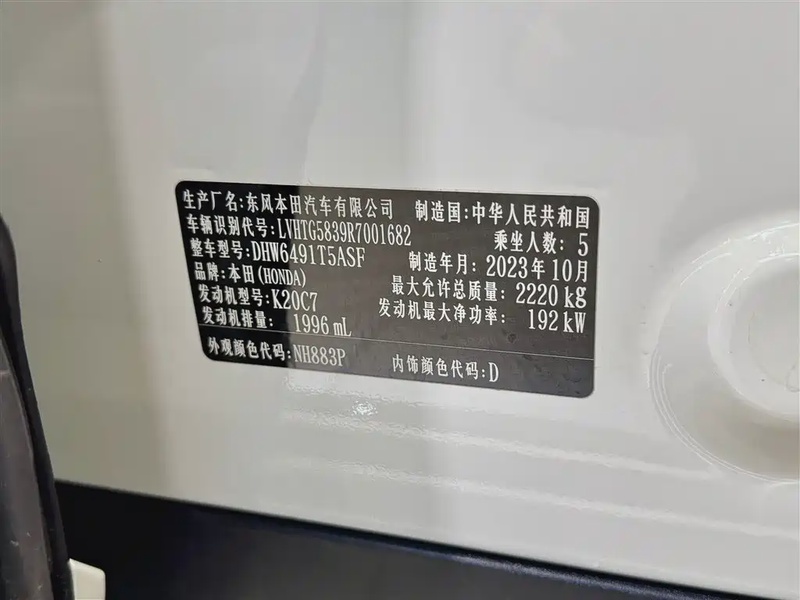 生产厂名:东风本田汽车有限公司 制造国:中华人民共和国
车辆识别代号:LVHTG5839R7001682 乘坐人数: 5
整车型号:DHW6491T5ASF 制造年月: 2023年10月
品牌:本田(HONDA) 最大允许总质量: 2220 kg
发动机型号:K20C7 发动机最大净功率: 192 kW
发动机排量: 1996 mL
外观颜色代码:NH883P 内饰颜色代码:D